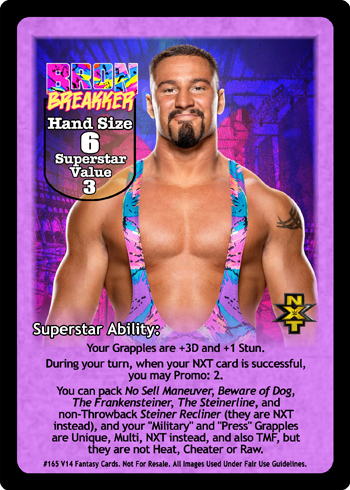 BRON
BREAKKER
Hand Size
6
Superstar
Value
3
NXT
Superstar Ability:
Your Grapples are +3D and +1 Stun.
During your turn, when your NXT card is successful,
you may Promo: 2.
You can pack No Sell Maneuver, Beware of Dog,
The Frankensteiner, The Steinerline, and
non-Throwback Steiner Recliner (they are NXT
instead), and your "Military" and "Press" Grapples
are Unique, Multi, NXT instead, and also TMF, but
they are not Heat, Cheater or Raw.
#165 V14 Fantasy Cards. Not For Resale. All Images Used Under Fair Use Guidelines.